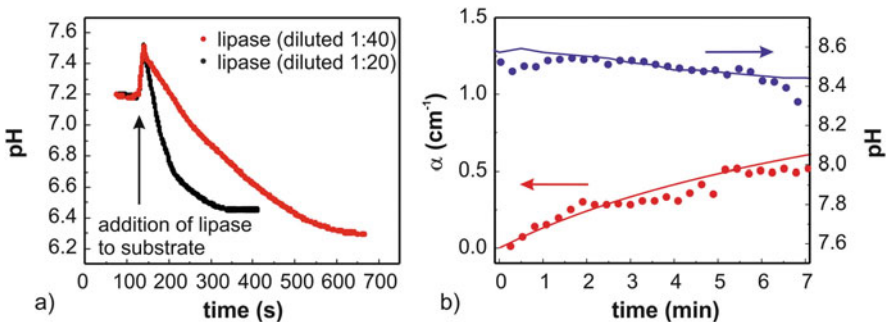 7.6
7.4
7.2
7.0
6.8
6.6
6.4
6.2
pH
lipase (diluted 1:40)
lipase (diluted 1:20)
addition of lipase
to substrate
0 100 200 300 400 500 600 700
time (s)
a)
1.5
1.0
0.5
0.0
α (cm⁻¹)
8.6
8.4
8.2
8.0
7.8
7.6
pH
0 1 2 3 4 5 6 7
time (min)
b)